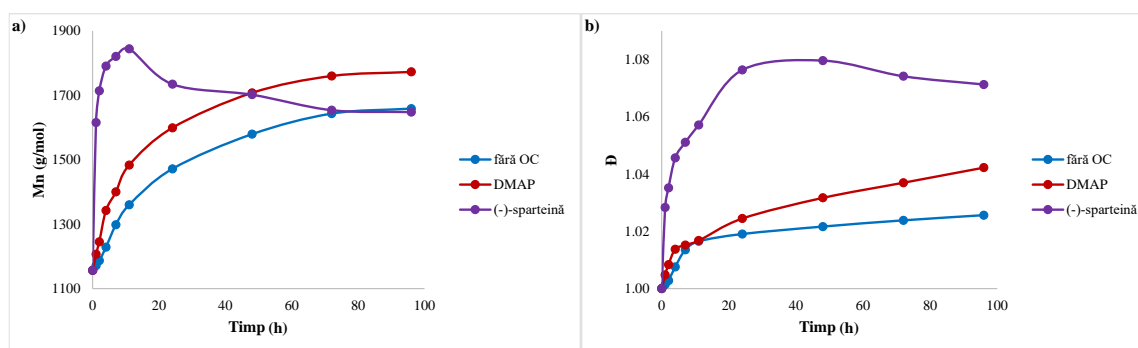 a)
1900
1700
1500
1300
1100
Mn (g/mol)
0
20
40
60
80
100
Timp (h)
fără OC
DMAP
(-)-sparteină
b)
1.08
1.06
1.04
1.02
1.00
Đ
0
20
40
60
80
100
Timp (h)
fără OC
DMAP
(-)-sparteină